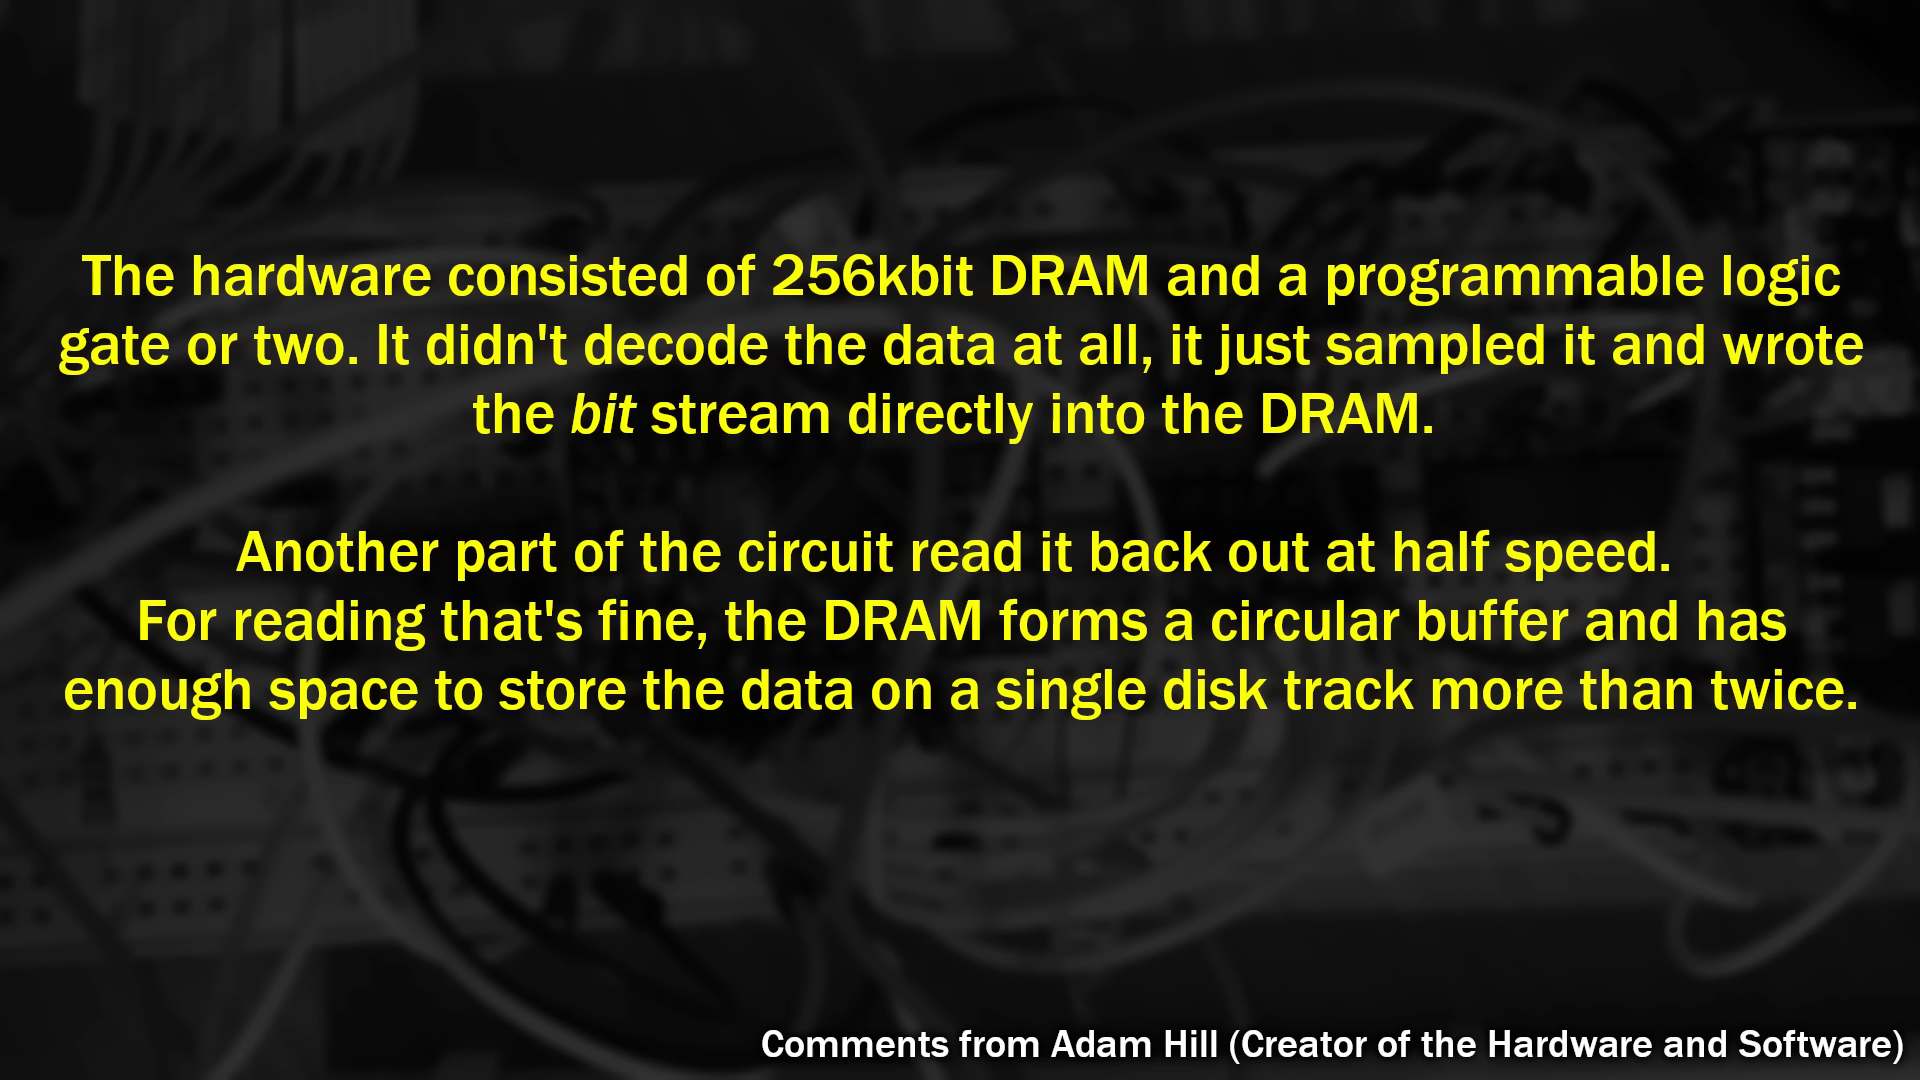 The hardware consisted of 256kbit DRAM and a programmable logic
gate or two. It didn't decode the data at all, it just sampled it and wrote
the bit stream directly into the DRAM.
Another part of the circuit read it back out at half speed.
For reading that's fine, the DRAM forms a circular buffer and has
enough space to store the data on a single disk track more than twice.
Comments from Adam Hill (Creator of the Hardware and Software)